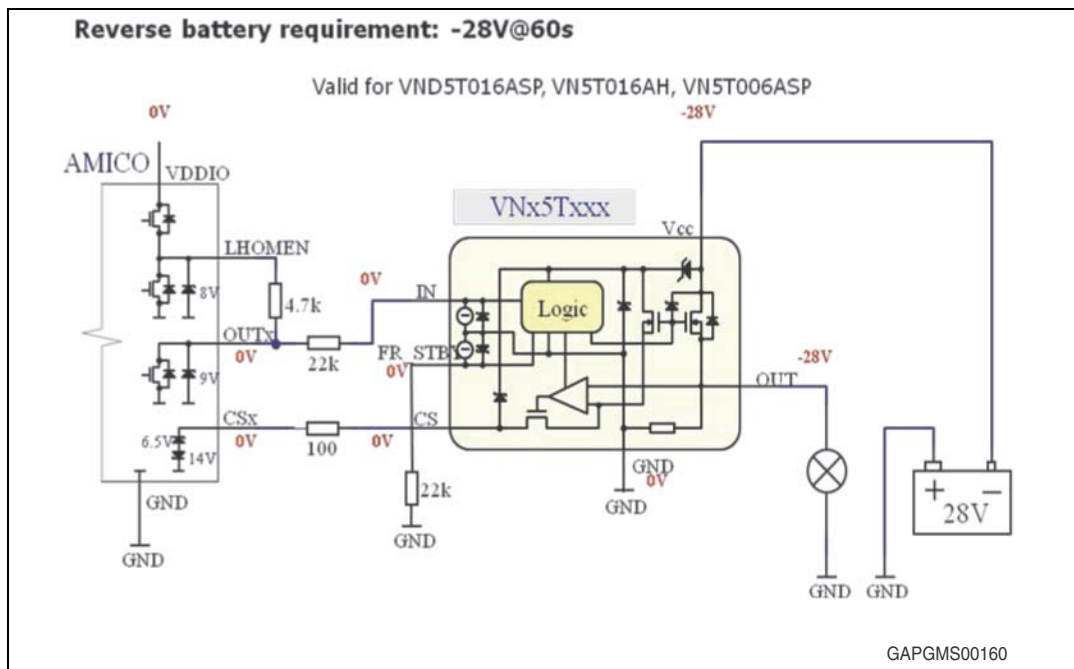 Reverse battery requirement: -28V@60s
Valid for VND5T016ASP, VN5T016AH, VN5T006ASP
0V
-28V
AMICO
VDDIO
VNx5Txxx
Vcc
LHOMEN
0V
IN
8V
4.7k
Logic
OUTx
0V
22k
FR_STBY
0V
-28V
9V
OUT
CSx
0V
0V
CS
6.5V
14V
100
GND
0V
22k
GND
GND
+ −
28V
GND
GND
GND
GND
GAPGMS00160